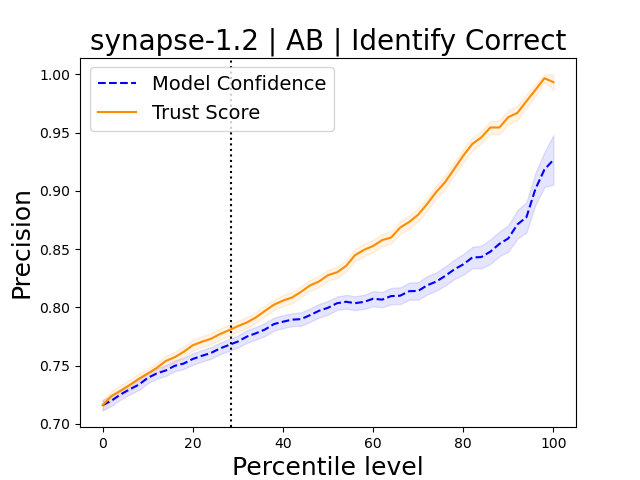 synapse-1.2 | AB | Identify Correct
Model Confidence
Trust Score
Precision
1.00
0.95
0.90
0.85
0.80
0.75
0.70
0
20
40
60
80
100
Percentile level